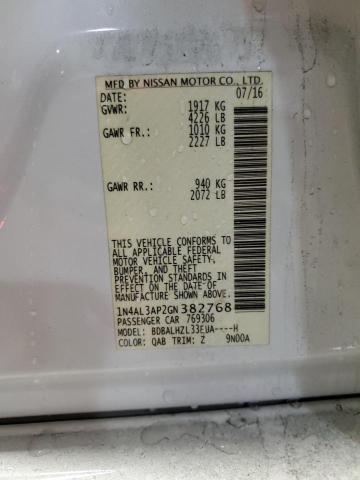 MFD BY NISSAN MOTOR CO., LTD.
DATE: 07/16
GVWR: 1917 KG
4226 LB
GAWR FR.: 1010 KG
2227 LB
GAWR RR.: 940 KG
2072 LB
THIS VEHICLE CONFORMS TO
ALL APPLICABLE FEDERAL
MOTOR VEHICLE SAFETY,
BUMPER, AND THEFT
PREVENTION STANDARDS IN
EFFECT ON THE DATE OF
MANUFACTURE SHOWN ABOVE.
1N4AL3AP2GN382768
PASSENGER CAR 769306
MODEL: BDBALHZL33EUA----H
COLOR: QAB TRIM: Z 9N00A